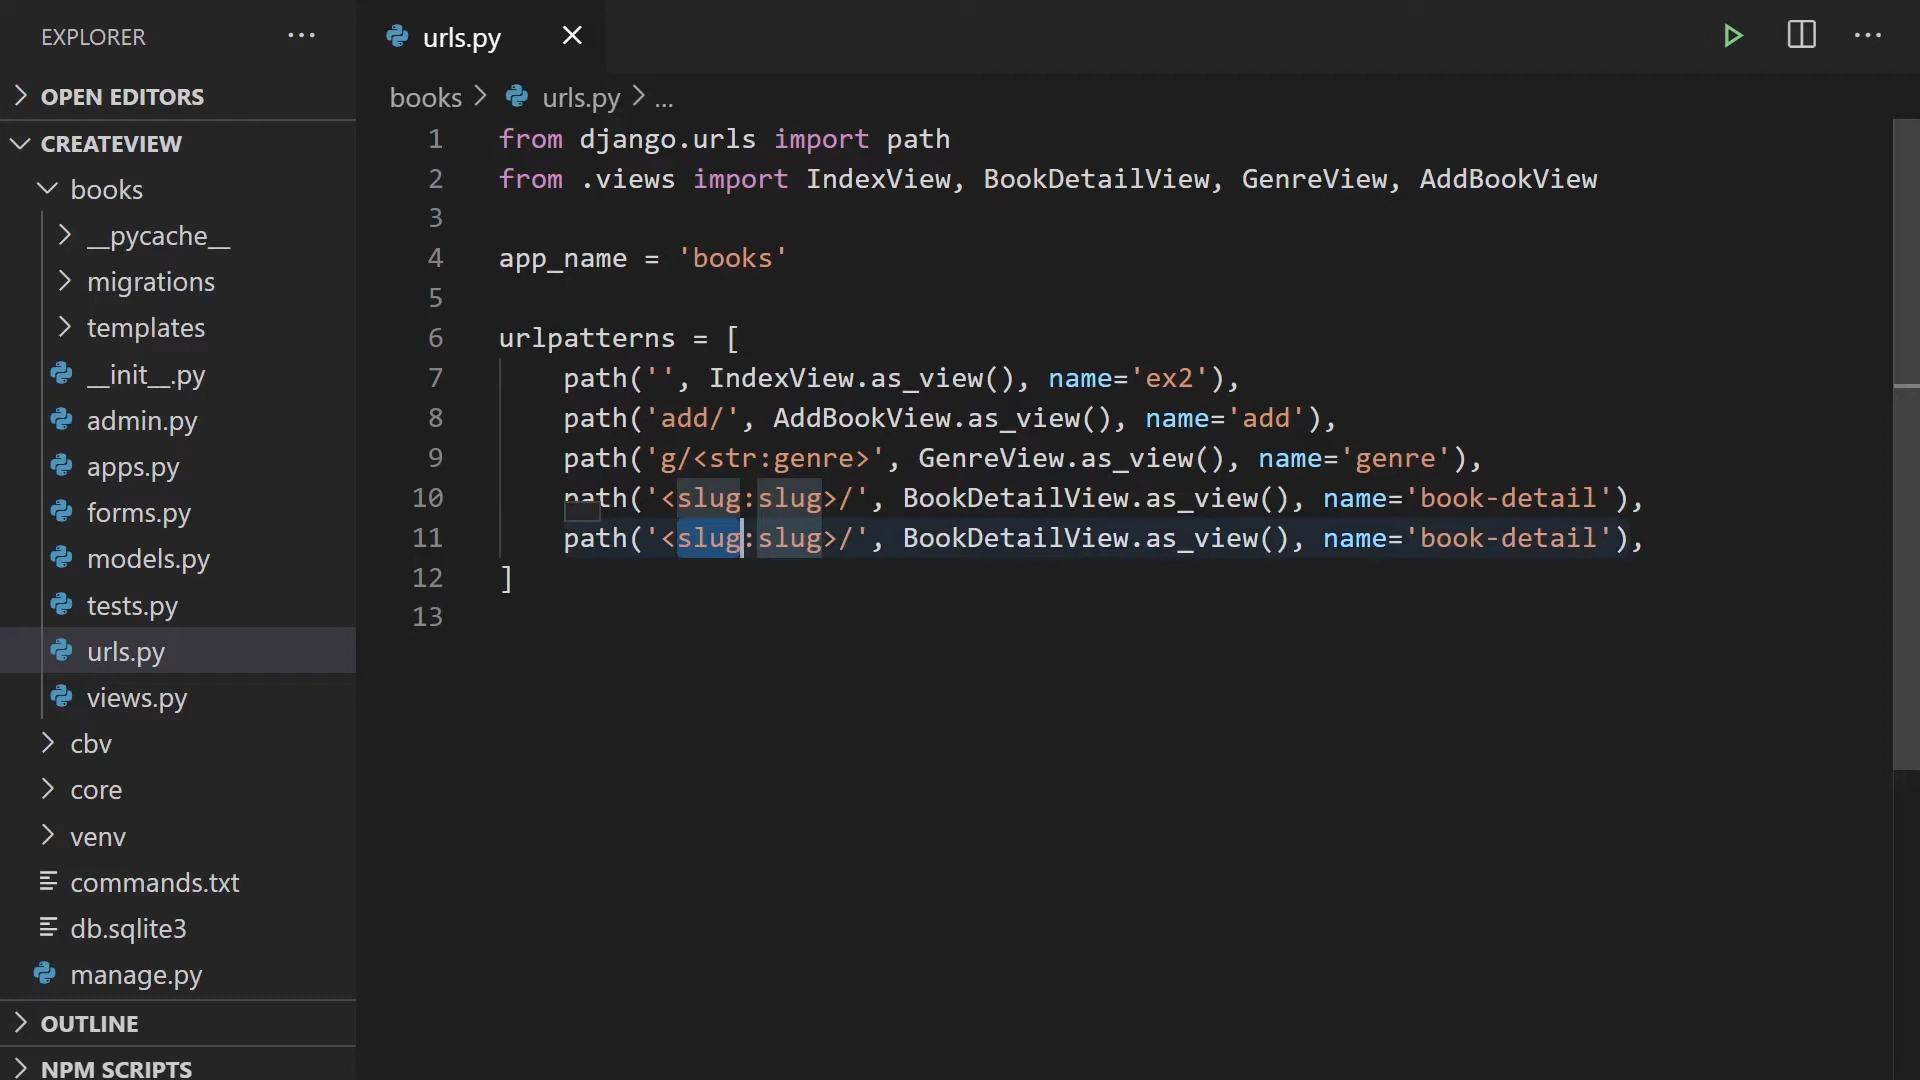 EXPLORER
OPEN EDITORS
CREATEVIEW
books
__pycache__
migrations
templates
__init__.py
admin.py
apps.py
forms.py
models.py
tests.py
urls.py
views.py
cbv
core
venv
commands.txt
db.sqlite3
manage.py
OUTLINE
NPM SCRIPTS
urls.py
books > urls.py > ...
1 from django.urls import path
2 from .views import IndexView, BookDetailView, GenreView, AddBookView
3
4 app_name = 'books'
5
6 urlpatterns = [
7     path('', IndexView.as_view(), name='ex2'),
8     path('add/', AddBookView.as_view(), name='add'),
9     path('g/<str:genre>', GenreView.as_view(), name='genre'),
10     path('<slug:slug>/', BookDetailView.as_view(), name='book-detail'),
11     path('<slug:slug>/', BookDetailView.as_view(), name='book-detail'),
12 ]
13